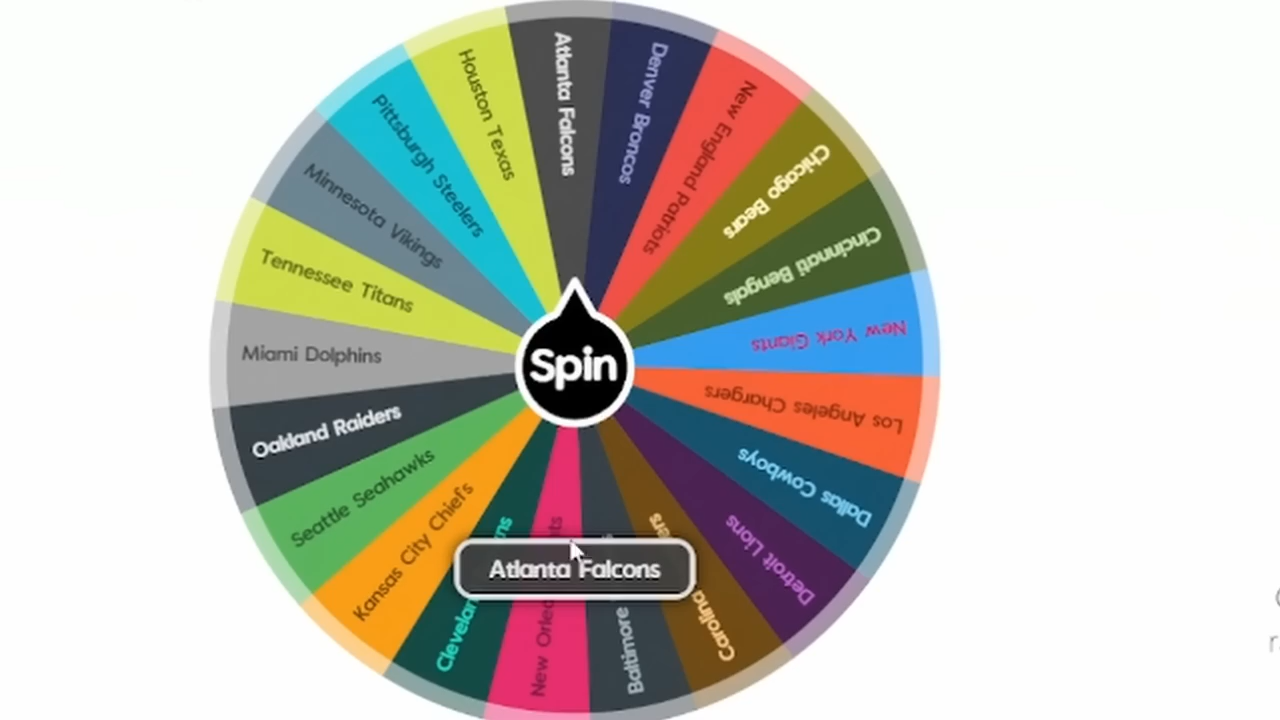 Atlanta Falcons
Denver Broncos
New England Patriots
Chicago Bears
Cincinnati Bengals
New York Giants
Los Angeles Chargers
Dallas Cowboys
Detroit Lions
Carolina
Baltimore
New
Kansas City Chiefs
Seattle Seahawks
Oakland Raiders
Miami Dolphins
Tennessee Titans
Minnesota Vikings
Pittsburgh Steelers
Houston Texas
Spin
Atlanta Falcons